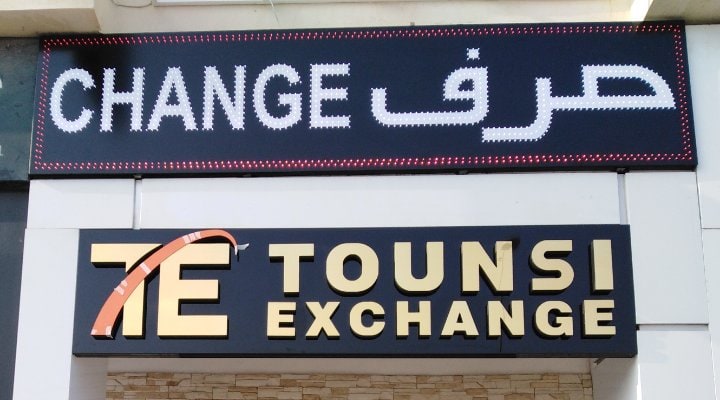 CHANGE صرف
TE TOUNSI
EXCHANGE